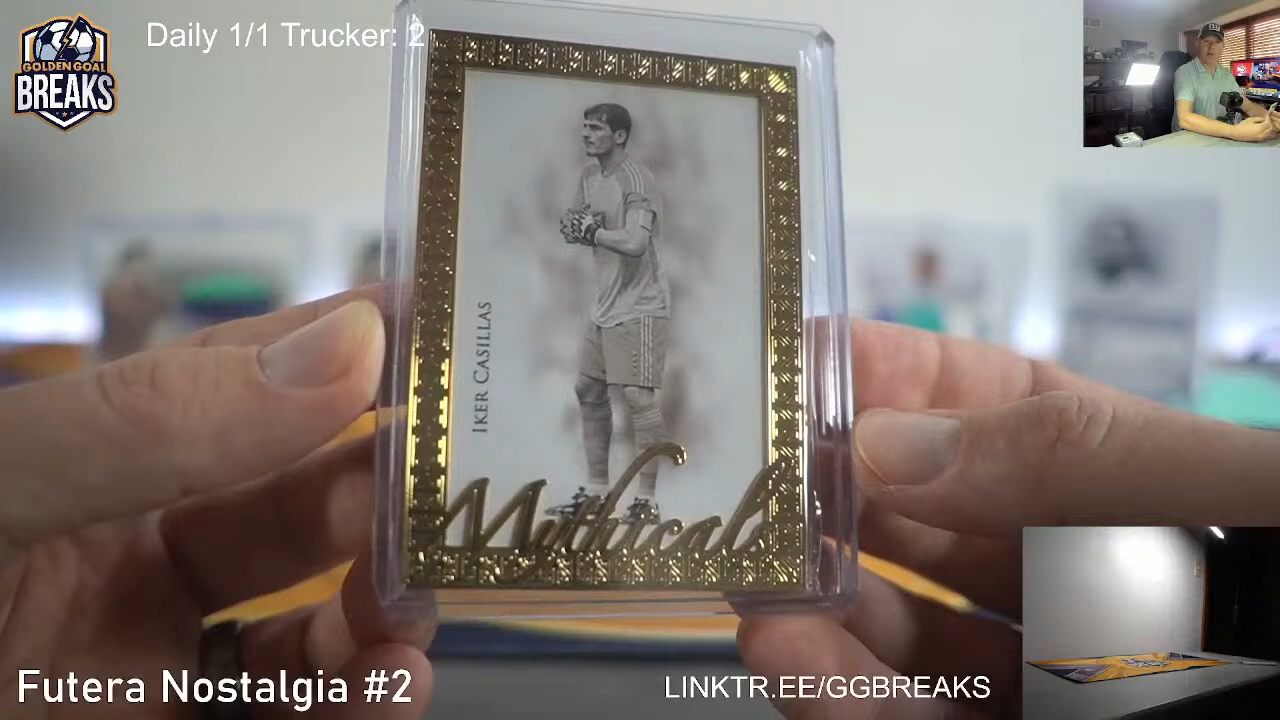 Daily 1/1 Trucker: 2
GOLDEN GOAL
BREAKS
IKER CASILLAS
Mythicals
Futera Nostalgia #2
LINKTR.EE/GGBREAKS